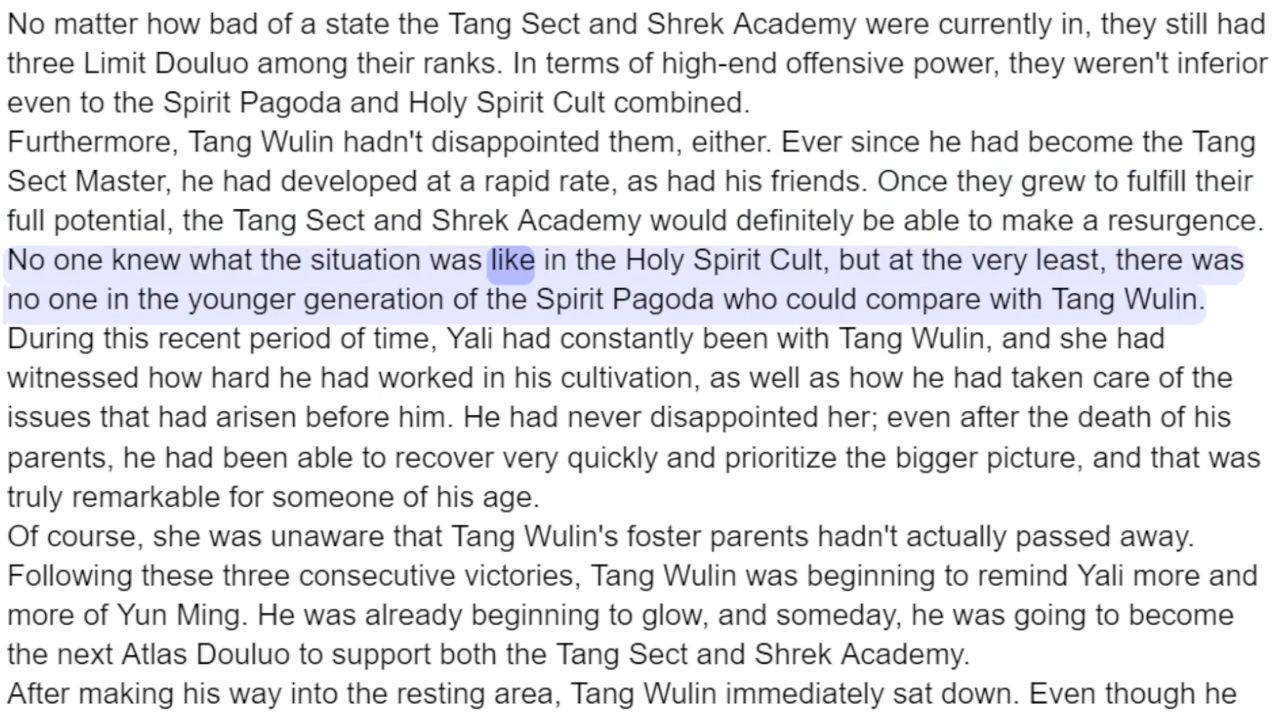 No matter how bad of a state the Tang Sect and Shrek Academy were currently in, they still had
three Limit Douluo among their ranks. In terms of high-end offensive power, they weren't inferior
even to the Spirit Pagoda and Holy Spirit Cult combined.
Furthermore, Tang Wulin hadn't disappointed them, either. Ever since he had become the Tang
Sect Master, he had developed at a rapid rate, as had his friends. Once they grew to fulfill their
full potential, the Tang Sect and Shrek Academy would definitely be able to make a resurgence.
No one knew what the situation was like in the Holy Spirit Cult, but at the very least, there was
no one in the younger generation of the Spirit Pagoda who could compare with Tang Wulin.
During this recent period of time, Yali had constantly been with Tang Wulin, and she had
witnessed how hard he had worked in his cultivation, as well as how he had taken care of the
issues that had arisen before him. He had never disappointed her; even after the death of his
parents, he had been able to recover very quickly and prioritize the bigger picture, and that was
truly remarkable for someone of his age.
Of course, she was unaware that Tang Wulin's foster parents hadn't actually passed away.
Following these three consecutive victories, Tang Wulin was beginning to remind Yali more and
more of Yun Ming. He was already beginning to glow, and someday, he was going to become
the next Atlas Douluo to support both the Tang Sect and Shrek Academy.
After making his way into the resting area, Tang Wulin immediately sat down. Even though he